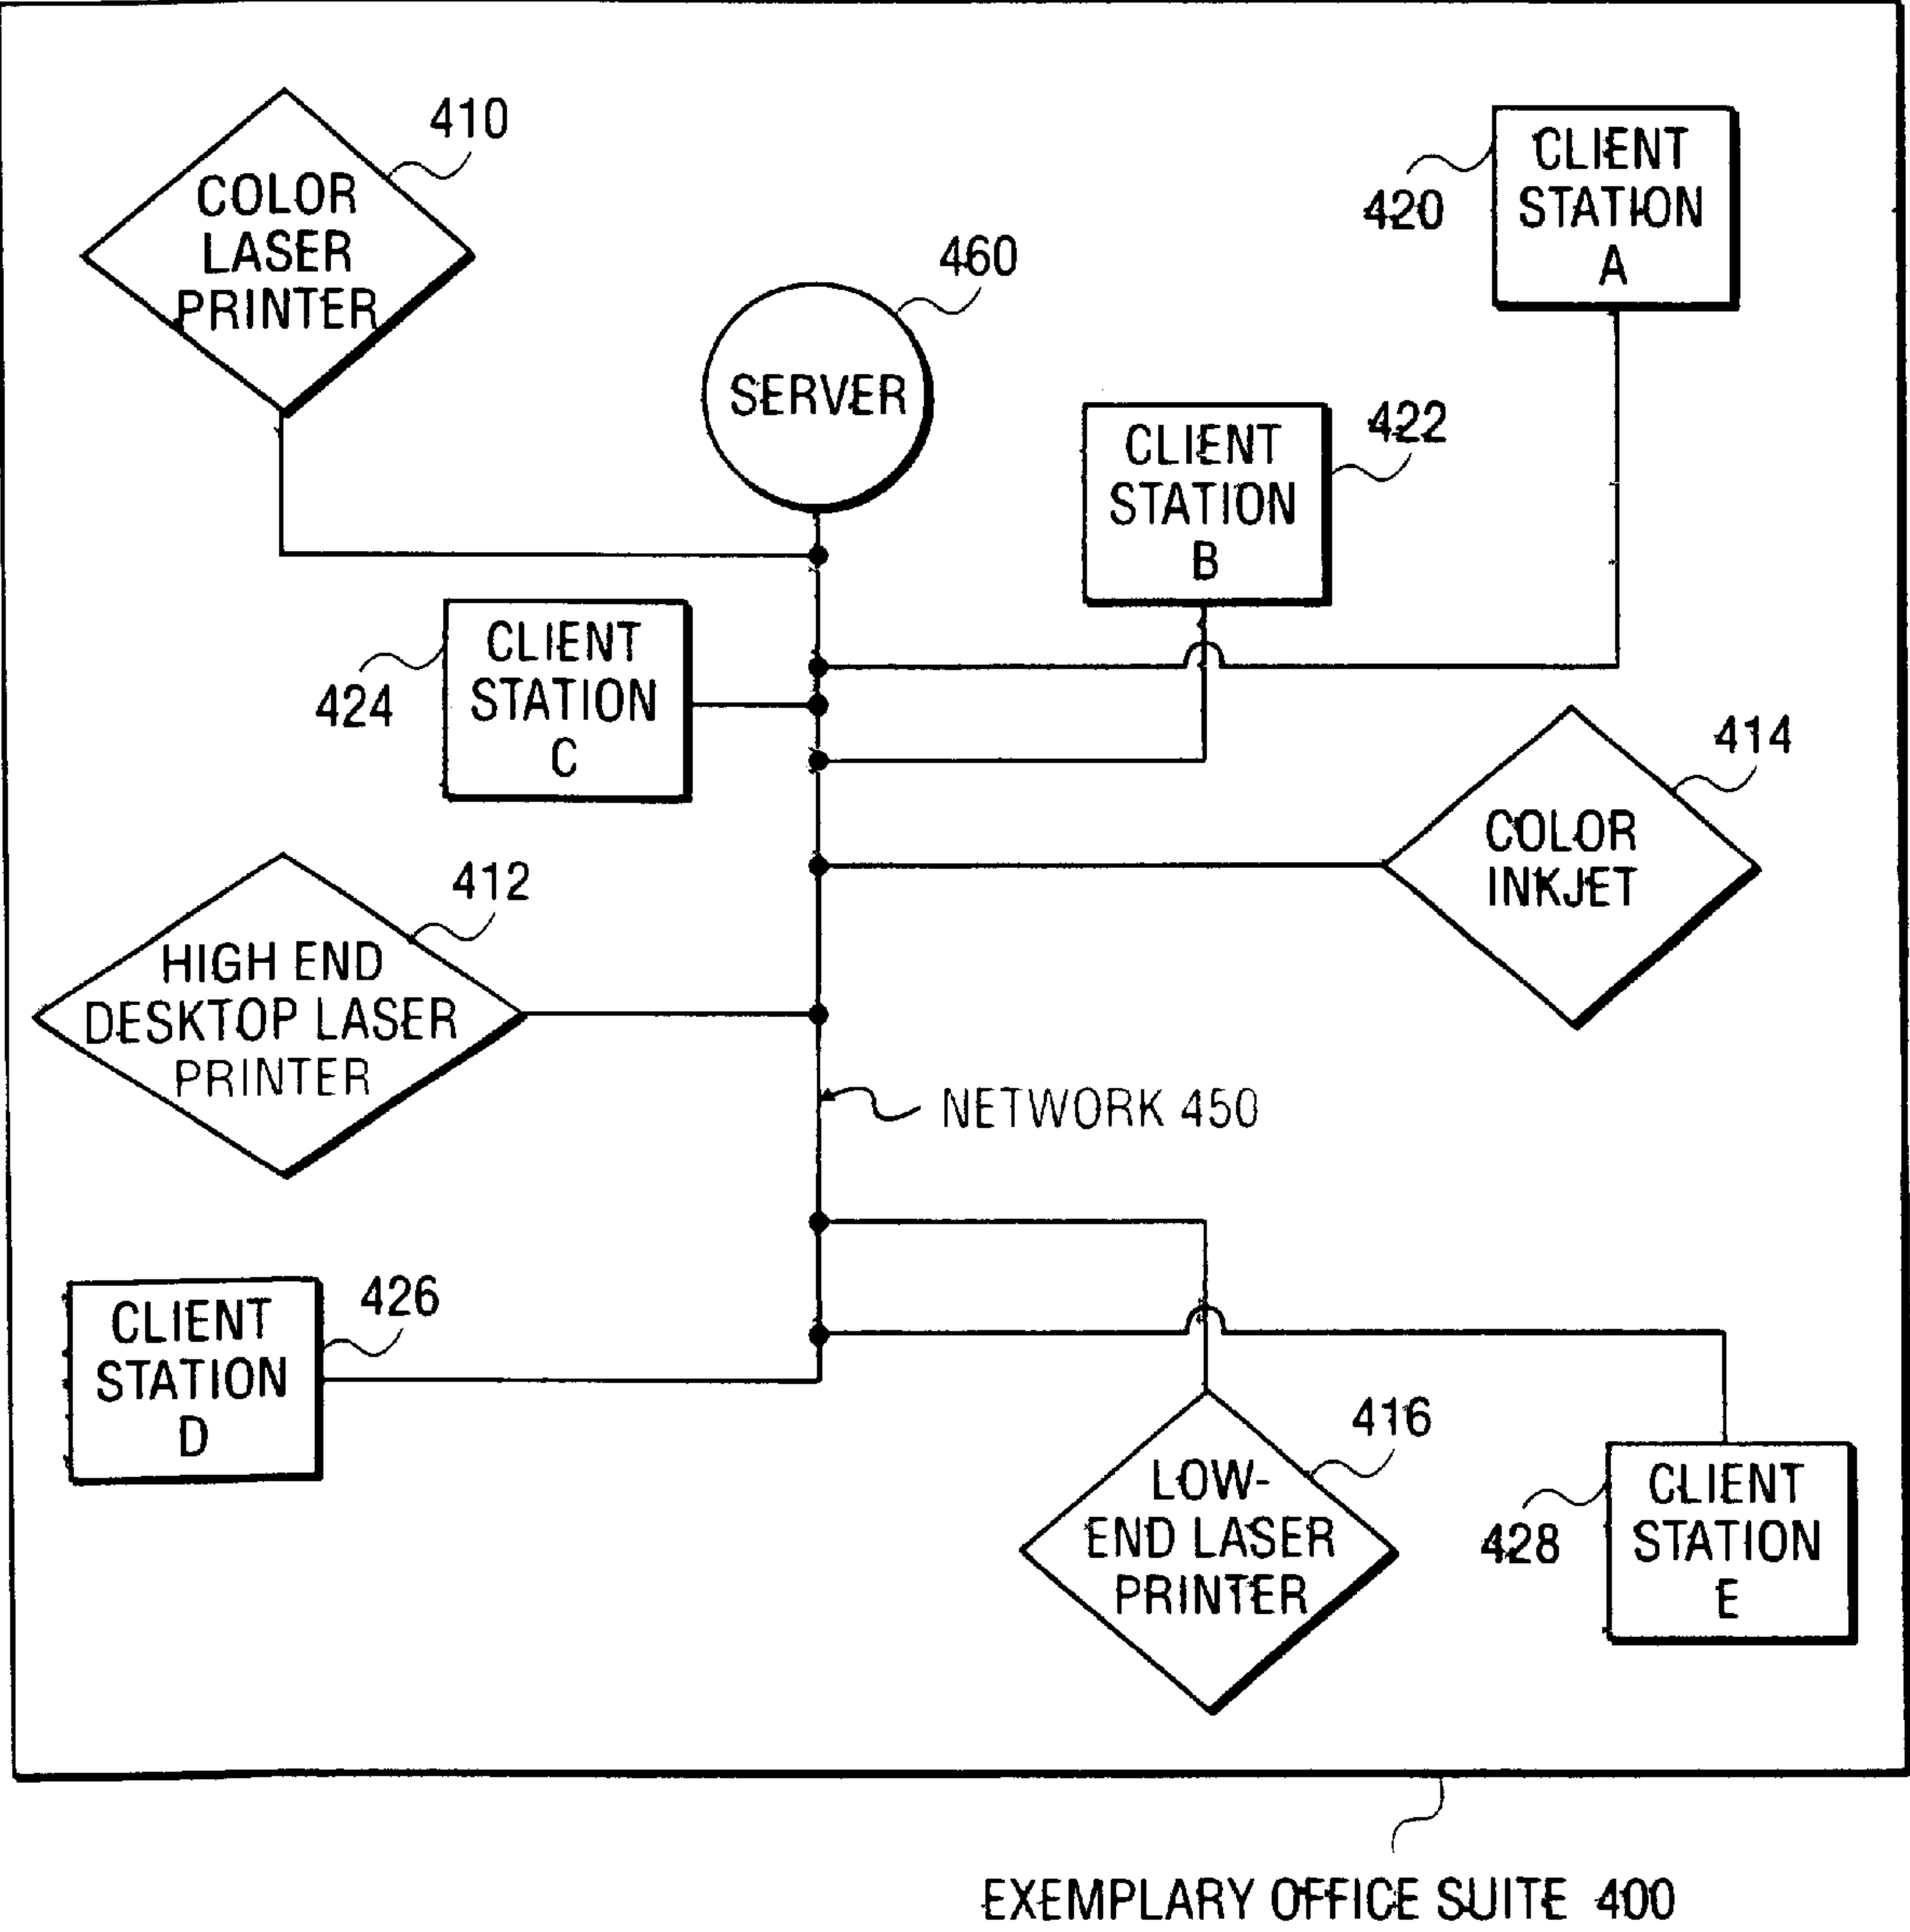 410
COLOR
LASER
PRINTER
460
SERVER
420
CLIENT
STATION
A
422
CLIENT
STATION
B
424
CLIENT
STATION
C
414
COLOR
INKJET
412
HIGH END
DESKTOP LASER
PRINTER
NETWORK 450
426
CLIENT
STATION
D
416
LOW-
END LASER
PRINTER
428
CLIENT
STATION
E
EXEMPLARY OFFICE SUITE 400